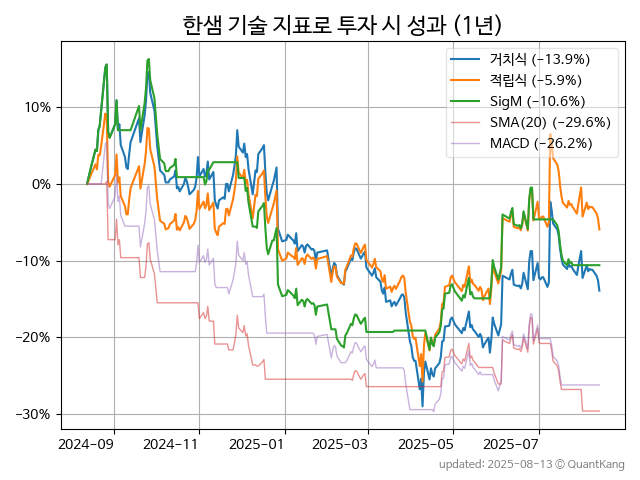 한샘 기술 지표로 투자 시 성과 (1년)
거치식 (−13.9%)
적립식 (−5.9%)
SigM (−10.6%)
SMA(20) (−29.6%)
MACD (−26.2%)
10%
0%
−10%
−20%
−30%
2024-09 2024-11 2025-01 2025-03 2025-05 2025-07
updated: 2025-08-13 © QuantKang